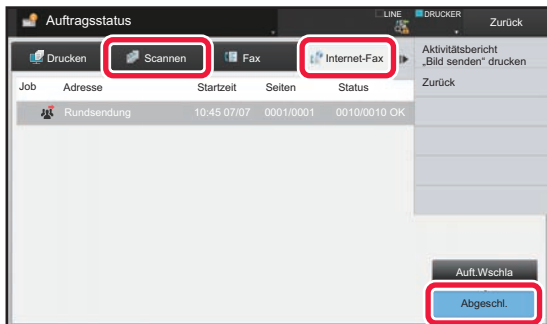 Auftragsstatus
LINE
DRUCKER
Zurück
Drucken
Scannen
Fax
Internet-Fax
Aktivitätsbericht
„Bild senden“ drucken
Zurück
Job Adresse Startzeit Seiten Status
Rundsendung 10:45 07/07 0001/0001 0010/0010 OK
Auft.Wschla
Abgeschl.